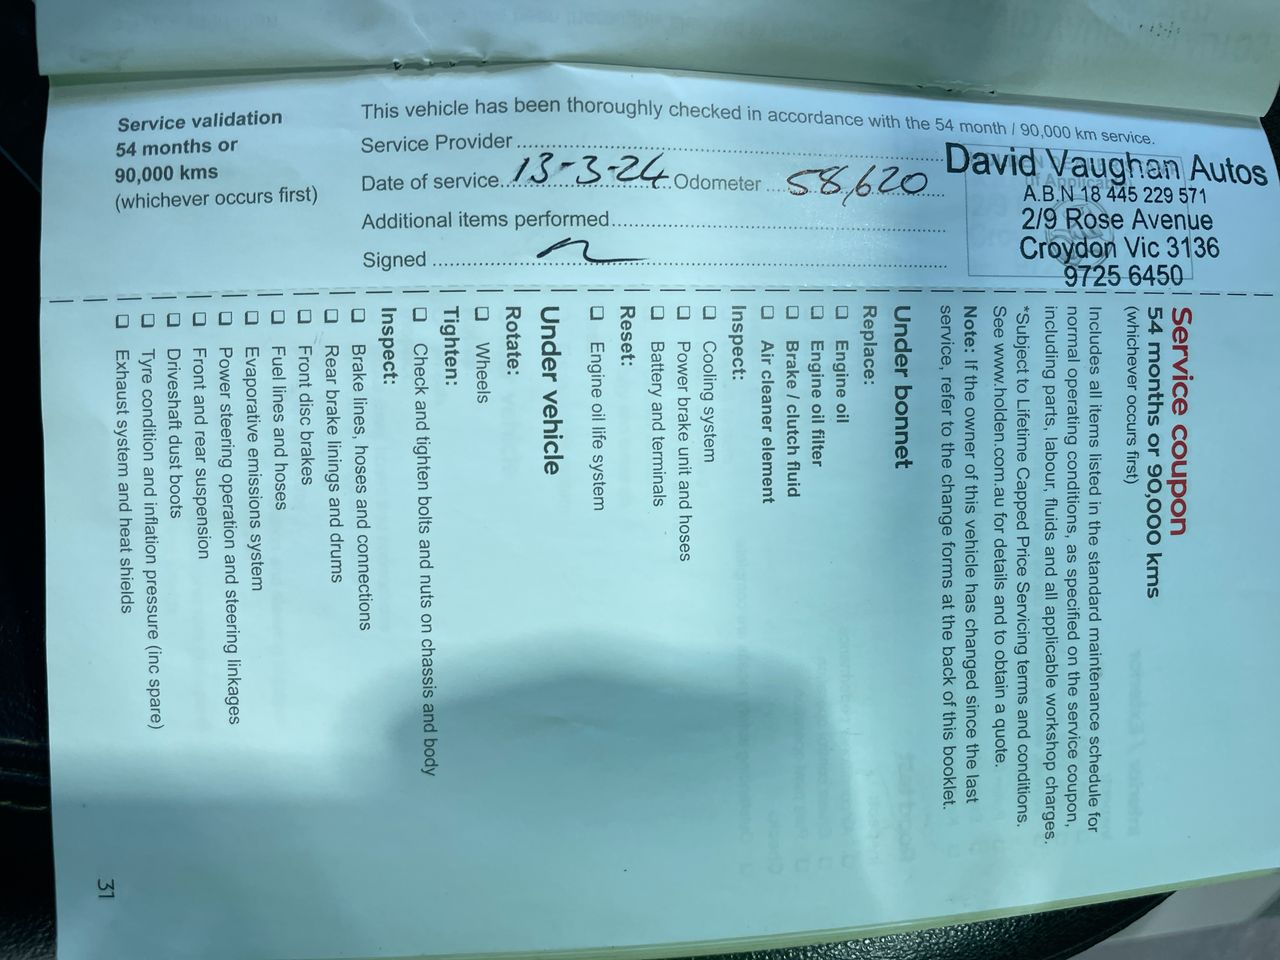 Service validation
54 months or
90,000 kms
(whichever occurs first)
This vehicle has been thoroughly checked in accordance with the 54 month / 90,000 km service.
Service Provider
Date of service 13-3-24 Odometer 58,620
Additional items performed
Signed
David Vaughan Autos
A.B.N 18 445 229 571
2/9 Rose Avenue
Croydon Vic 3136
9725 6450
Service coupon
54 months or 90,000 kms
(whichever occurs first)
Includes all items listed in the standard maintenance schedule for
normal operating conditions, as specified on the service coupon,
including parts, labour, fluids and all applicable workshop charges.
*Subject to Lifetime Capped Price Servicing terms and conditions.
See www.holden.com.au for details and to obtain a quote.
Note: If the owner of this vehicle has changed since the last
service, refer to the change forms at the back of this booklet.
Under bonnet
Replace:
❑ Engine oil
❑ Engine oil filter
❑ Brake / clutch fluid
❑ Air cleaner element
Inspect:
❑ Cooling system
❑ Power brake unit and hoses
❑ Battery and terminals
Reset:
❑ Engine oil life system
Under vehicle
Rotate:
❑ Wheels
Tighten:
❑ Check and tighten bolts and nuts on chassis and body
Inspect:
❑ Brake lines, hoses and connections
❑ Rear brake linings and drums
❑ Front disc brakes
❑ Fuel lines and hoses
❑ Evaporative emissions system
❑ Power steering operation and steering linkages
❑ Front and rear suspension
❑ Driveshaft dust boots
❑ Tyre condition and inflation pressure (inc spare)
❑ Exhaust system and heat shields
31